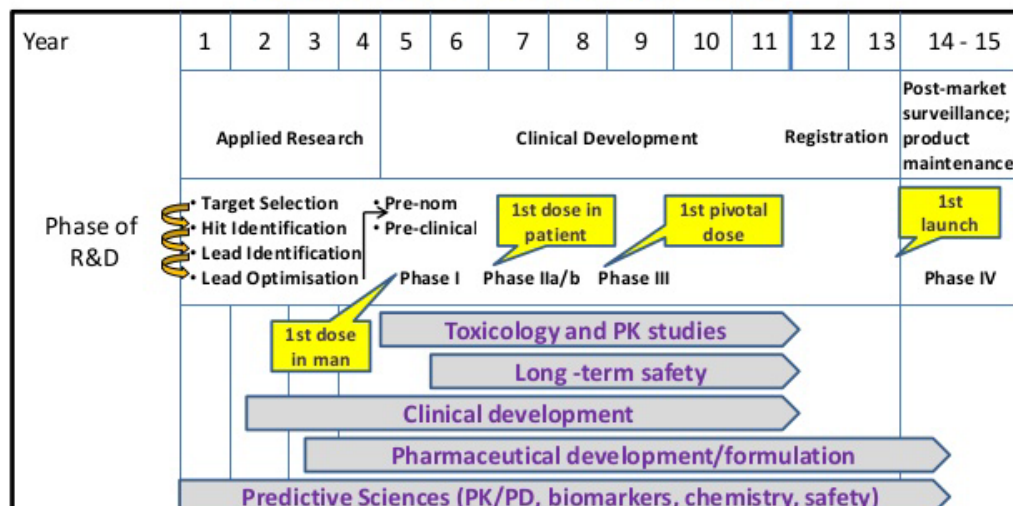 Year 1 2 3 4 5 6 7 8 9 10 11 12 13 14 - 15
Applied Research
Clinical Development
Registration
Post-market
surveillance;
product
maintenance
Phase of
R&D
• Target Selection
• Hit Identification
• Lead Identification
• Lead Optimisation
• Pre-nom
• Pre-clinical
1st dose in
patient
1st pivotal
dose
1st
launch
Phase I
Phase IIa/b
Phase III
Phase IV
1st dose
in man
Toxicology and PK studies
Long -term safety
Clinical development
Pharmaceutical development/formulation
Predictive Sciences (PK/PD, biomarkers, chemistry, safety)